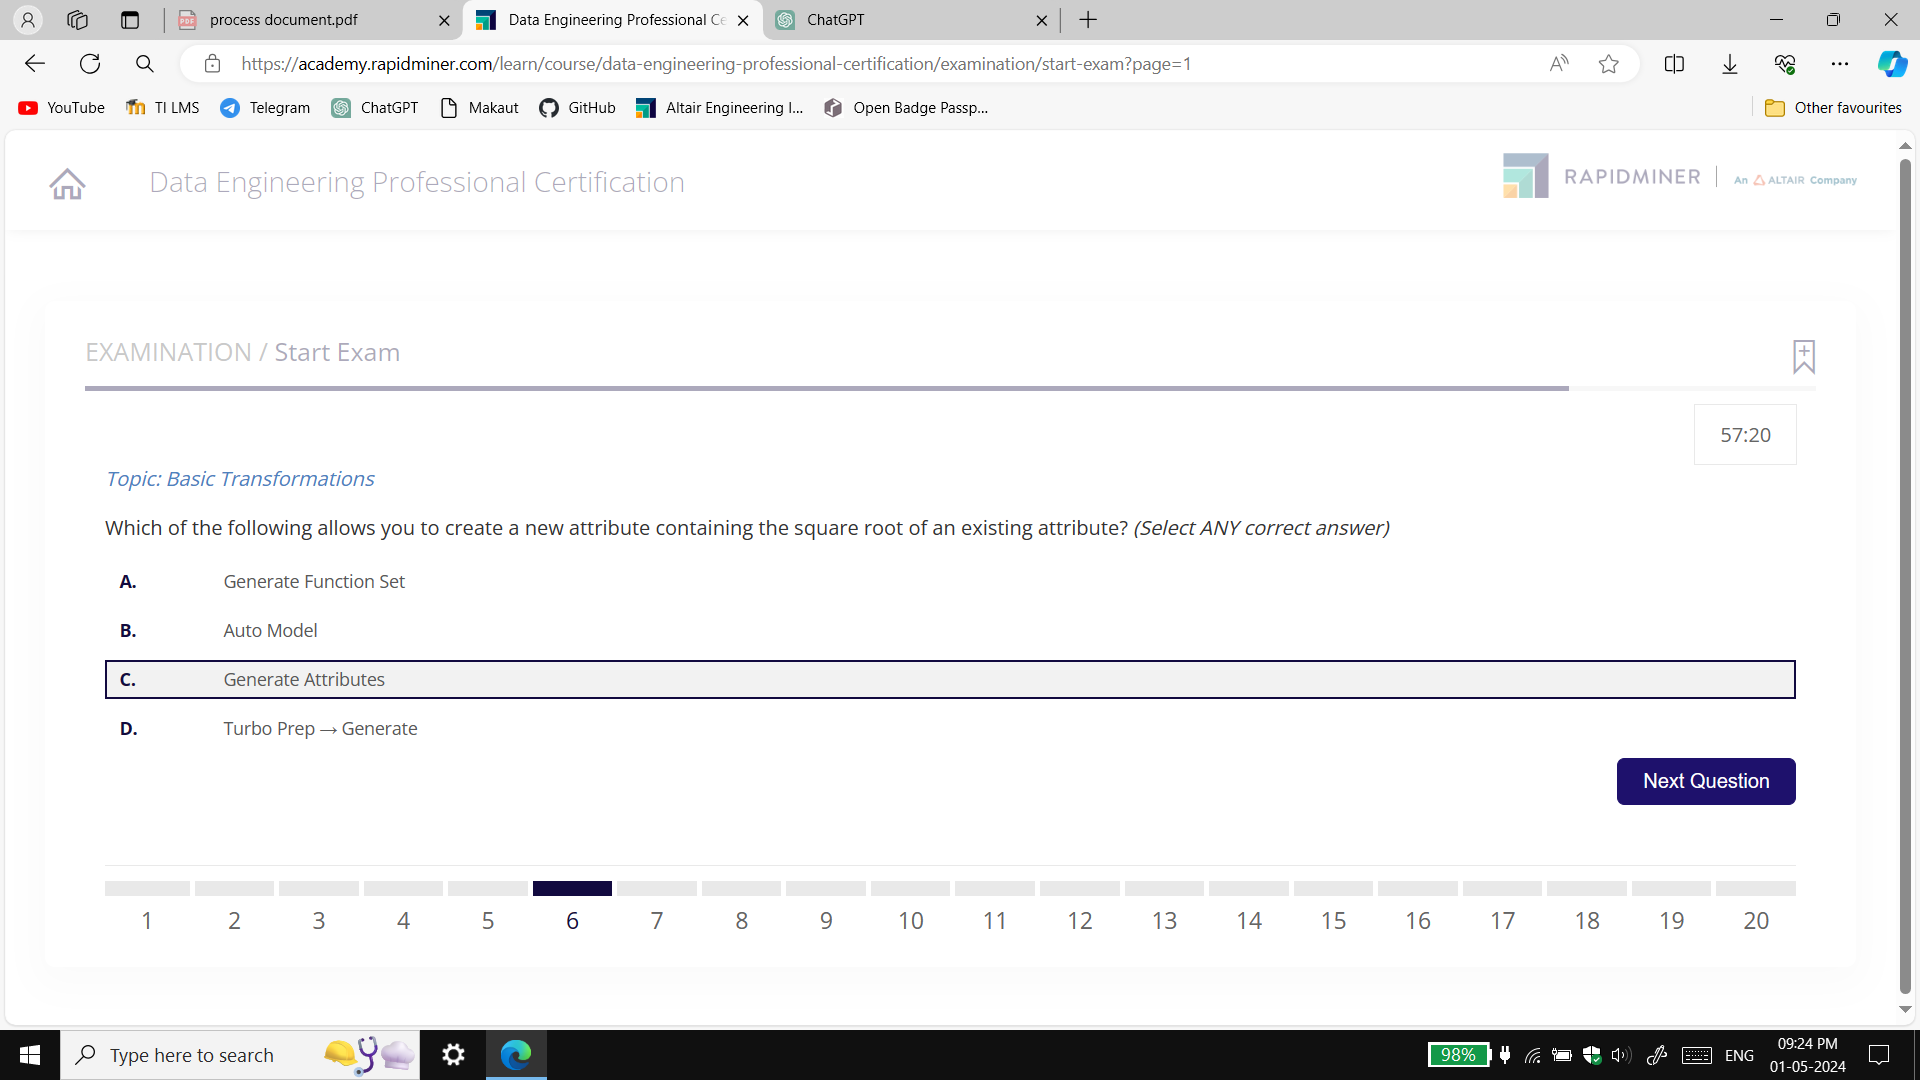 process document.pdf
Data Engineering Professional Ce
ChatGPT
https://academy.rapidminer.com/learn/course/data-engineering-professional-certification/examination/start-exam?page=1
YouTube
TI LMS
Telegram
ChatGPT
Makaut
GitHub
Altair Engineering I...
Open Badge Passp...
Other favourites
Data Engineering Professional Certification
RAPIDMINER | An ALTAIR Company
EXAMINATION / Start Exam
57:20
Topic: Basic Transformations
Which of the following allows you to create a new attribute containing the square root of an existing attribute? (Select ANY correct answer)
A. Generate Function Set
B. Auto Model
C. Generate Attributes
D. Turbo Prep → Generate
Next Question
1 2 3 4 5 6 7 8 9 10 11 12 13 14 15 16 17 18 19 20
Type here to search
98%
ENG
09:24 PM
01-05-2024